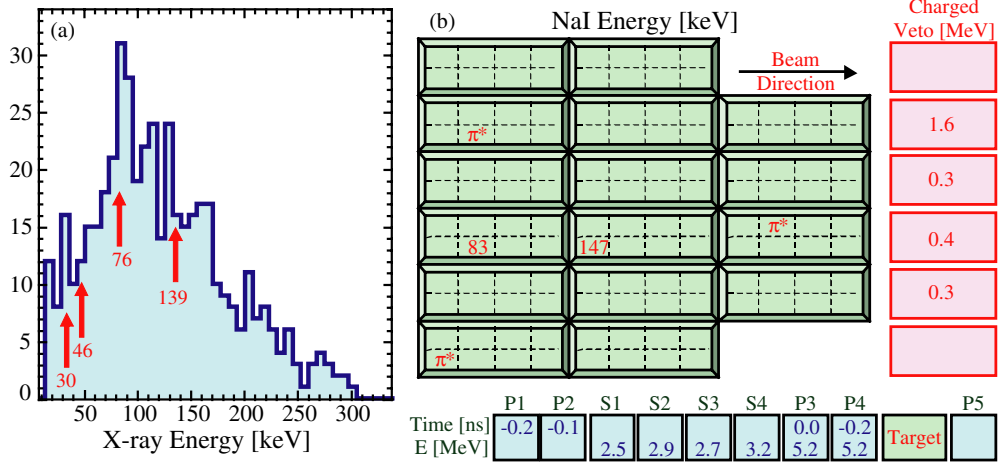 (a)
30
25
20
15
10
5
0
30
46
76
139
50
100
150
200
250
300
X-ray Energy [keV]
(b)
NaI Energy [keV]
Beam
Direction
π*
83
147
π*
π*
Charged
Veto [MeV]
1.6
0.3
0.4
0.3
P1 P2 S1 S2 S3 S4 P3 P4 P5
Time [ns] -0.2 -0.1 0.0 -0.2
E [MeV] 2.5 2.9 2.7 3.2 5.2 5.2
Target